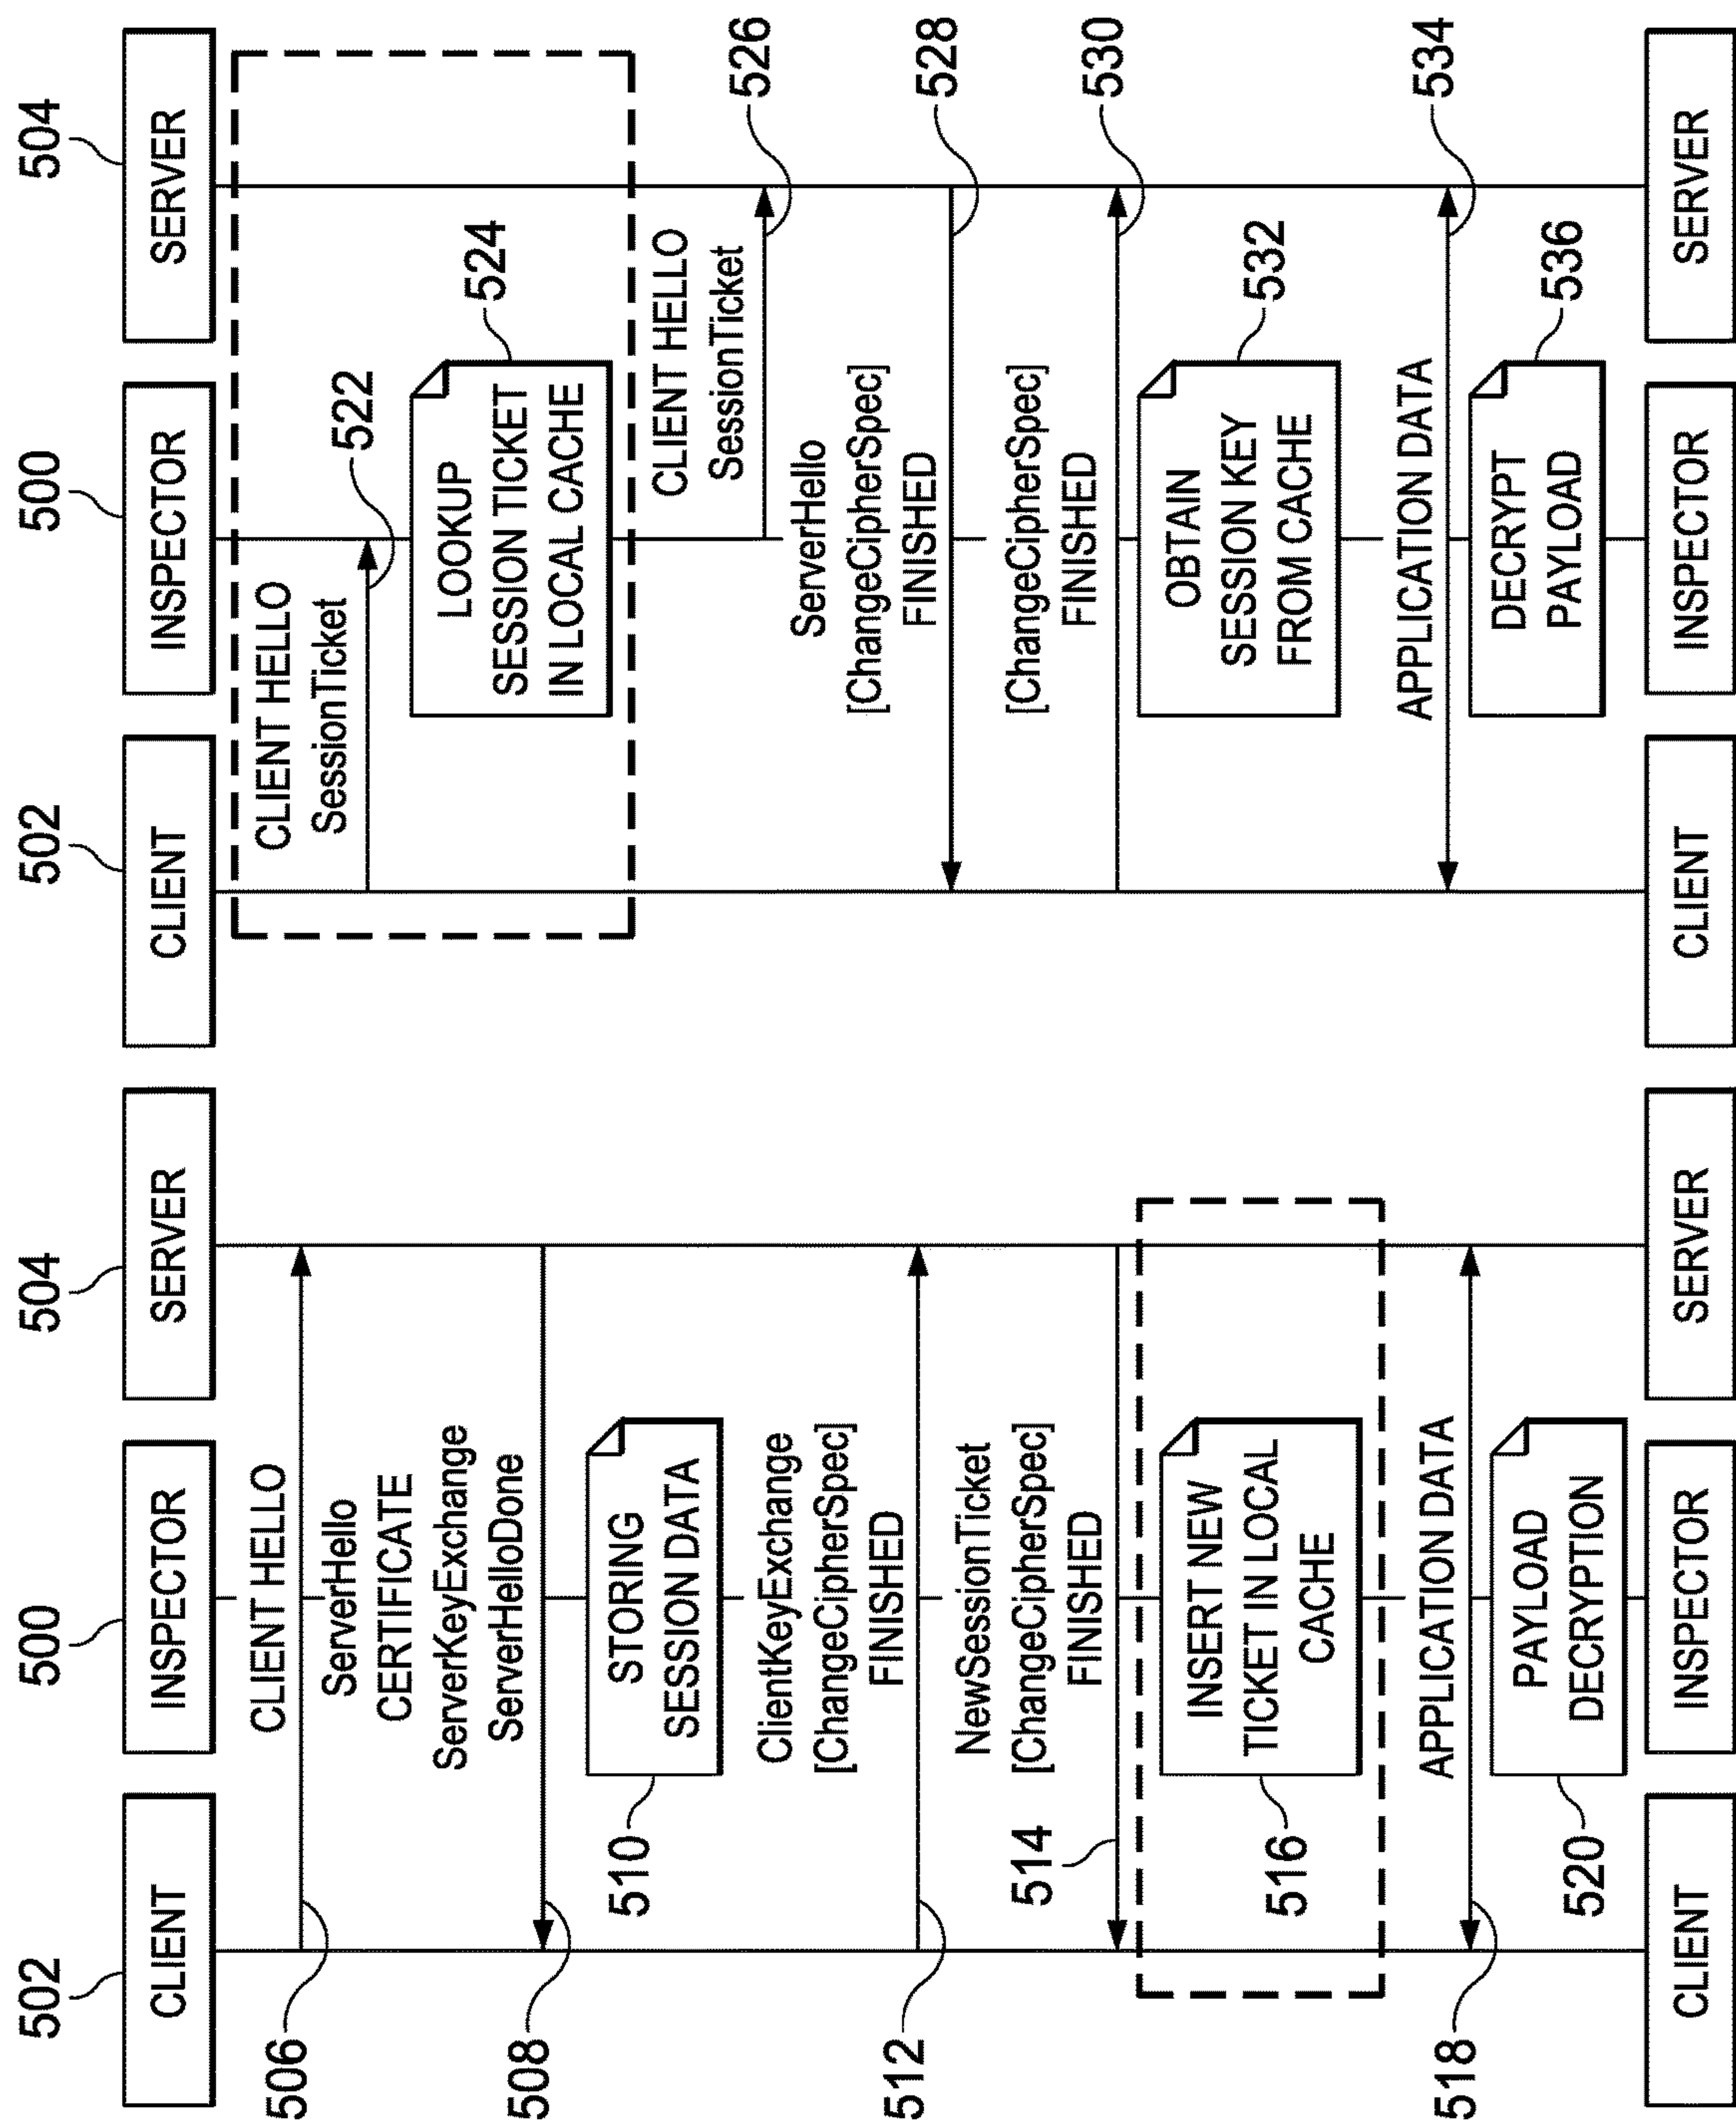 502
500
504
CLIENT
INSPECTOR
SERVER
CLIENT HELLO
506
ServerHello
CERTIFICATE
ServerKeyExchange
ServerHelloDone
508
STORING
SESSION DATA
510
ClientKeyExchange
[ChangeCipherSpec]
FINISHED
512
NewSessionTicket
[ChangeCipherSpec]
FINISHED
514
INSERT NEW
TICKET IN LOCAL
CACHE
516
APPLICATION DATA
518
PAYLOAD
DECRYPTION
520
CLIENT
INSPECTOR
SERVER
502
500
504
CLIENT
INSPECTOR
SERVER
CLIENT HELLO
SessionTicket
522
LOOKUP
SESSION TICKET
IN LOCAL CACHE
524
CLIENT HELLO
SessionTicket
526
ServerHello
[ChangeCipherSpec]
FINISHED
528
[ChangeCipherSpec]
FINISHED
530
OBTAIN
SESSION KEY
FROM CACHE
532
APPLICATION DATA
534
DECRYPT
PAYLOAD
536
CLIENT
INSPECTOR
SERVER